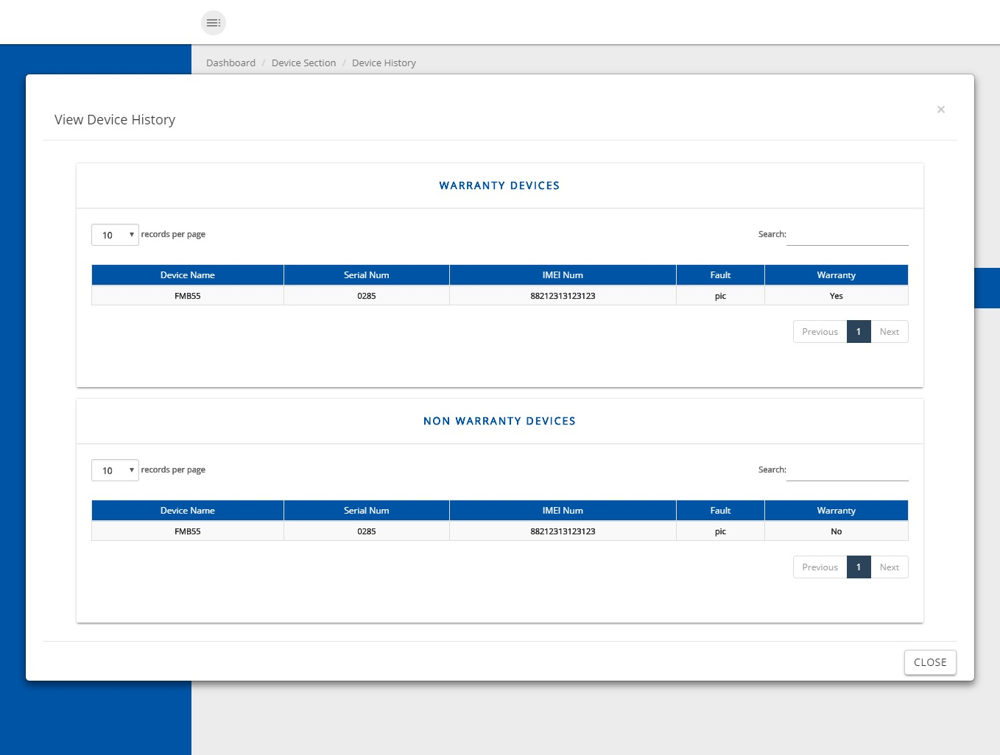 Dashboard / Device Section / Device History
View Device History
×
WARRANTY DEVICES
10 records per page Search:
Device Name Serial Num IMEI Num Fault Warranty
FMB55 0285 88212313123123 pic Yes
Previous 1 Next
NON WARRANTY DEVICES
10 records per page Search:
Device Name Serial Num IMEI Num Fault Warranty
FMB55 0285 88212313123123 pic No
Previous 1 Next
CLOSE